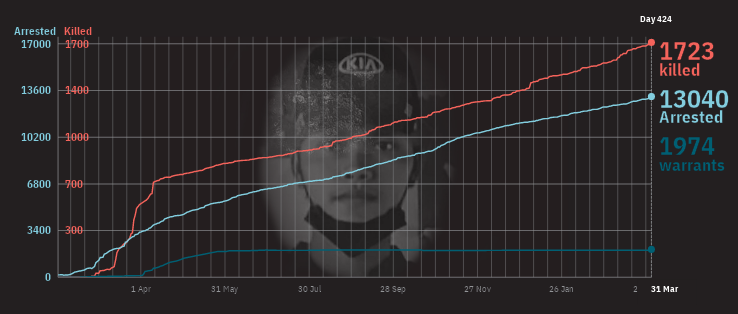 Day 424
Arrested Killed
17000 1700
1723
killed
13600 1400
KIA
13040
Arrested
10200 1000
1974
warrants
6800 700
3400 300
0
1 Apr 31 May 30 Jul 28 Sep 27 Nov 26 Jan 2 31 Mar